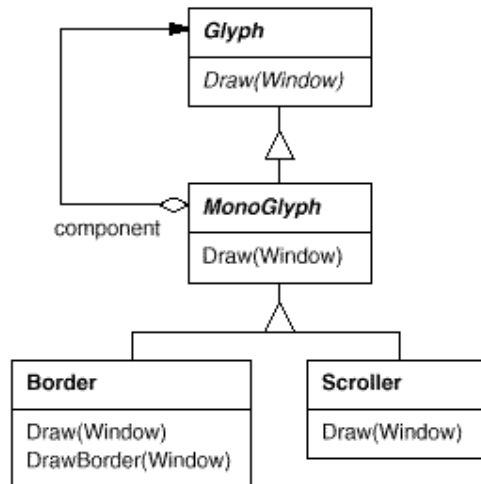 Glyph
Draw(Window)
component
MonoGlyph
Draw(Window)
Border
Draw(Window)
DrawBorder(Window)
Scroller
Draw(Window)